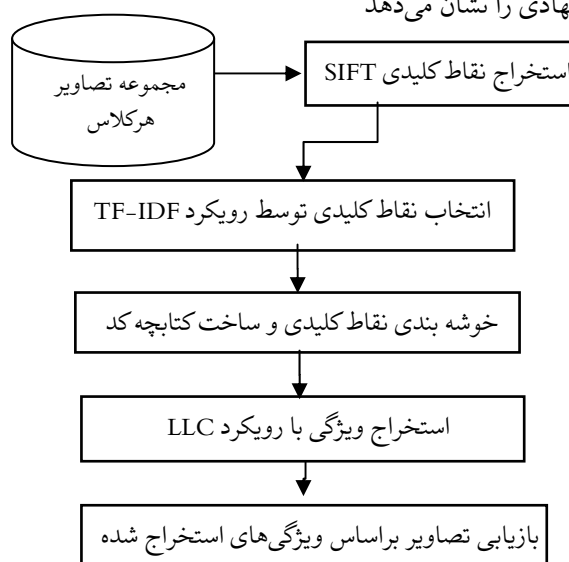 را نشان می‌دهد
مجموعه تصاویر
هرکلاس
استخراج نقاط کلیدی SIFT
انتخاب نقاط کلیدی توسط رویکرد TF-IDF
خوشه بندی نقاط کلیدی و ساخت کتابچه کد
استخراج ویژگی با رویکرد LLC
بازیابی تصاویر براساس ویژگی‌های استخراج شده